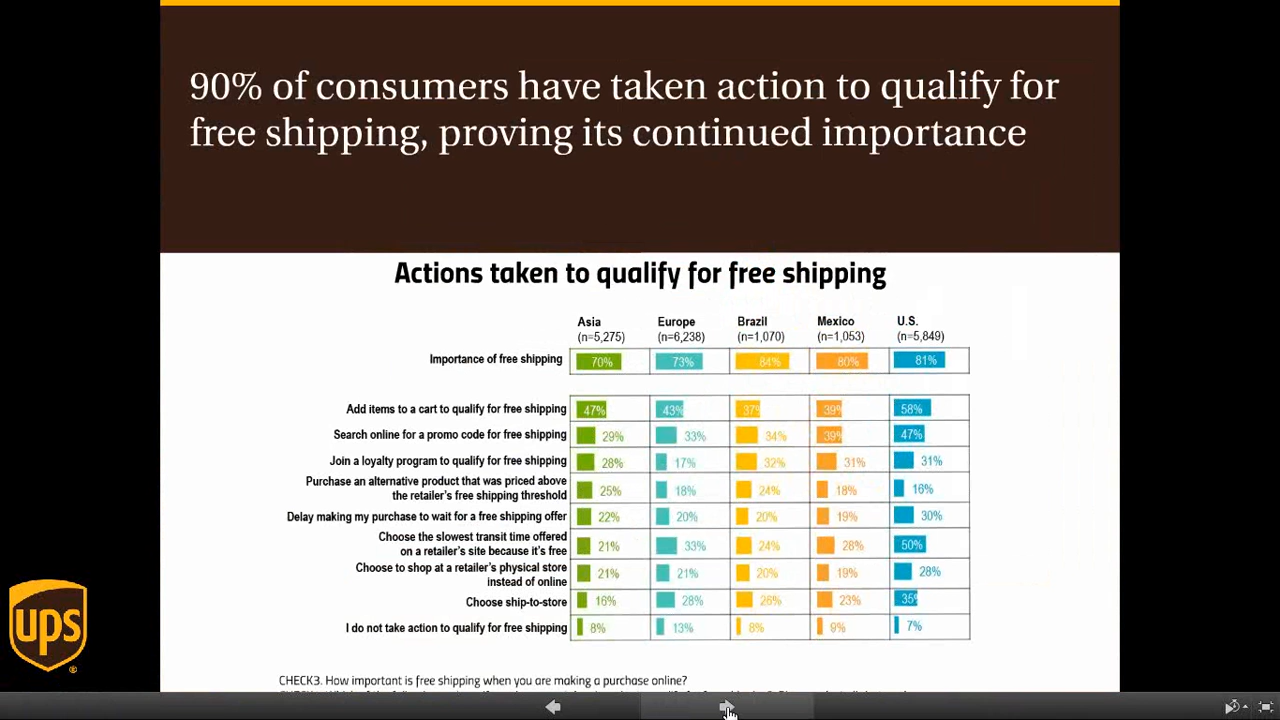 90% of consumers have taken action to qualify for
free shipping, proving its continued importance
Actions taken to qualify for free shipping
Asia Europe Brazil Mexico U.S.
(n=5,275) (n=6,238) (n=1,070) (n=1,053) (n=5,849)
Importance of free shipping 70% 73% 84% 80% 81%
Add items to a cart to qualify for free shipping 47% 43% 37% 39% 58%
Search online for a promo code for free shipping 29% 33% 34% 39% 47%
Join a loyalty program to qualify for free shipping 28% 17% 32% 31% 31%
Purchase an alternative product that was priced above
the retailer's free shipping threshold 25% 18% 24% 18% 16%
Delay making my purchase to wait for a free shipping offer 22% 20% 20% 19% 30%
Choose the slowest transit time offered
on a retailer's site because it's free 21% 33% 24% 28% 50%
Choose to shop at a retailer's physical store
instead of online 21% 21% 20% 19% 28%
Choose ship-to-store 16% 28% 26% 23% 35%
I do not take action to qualify for free shipping 8% 13% 8% 9% 7%
ups
CHECK3. How important is free shipping when you are making a purchase online?